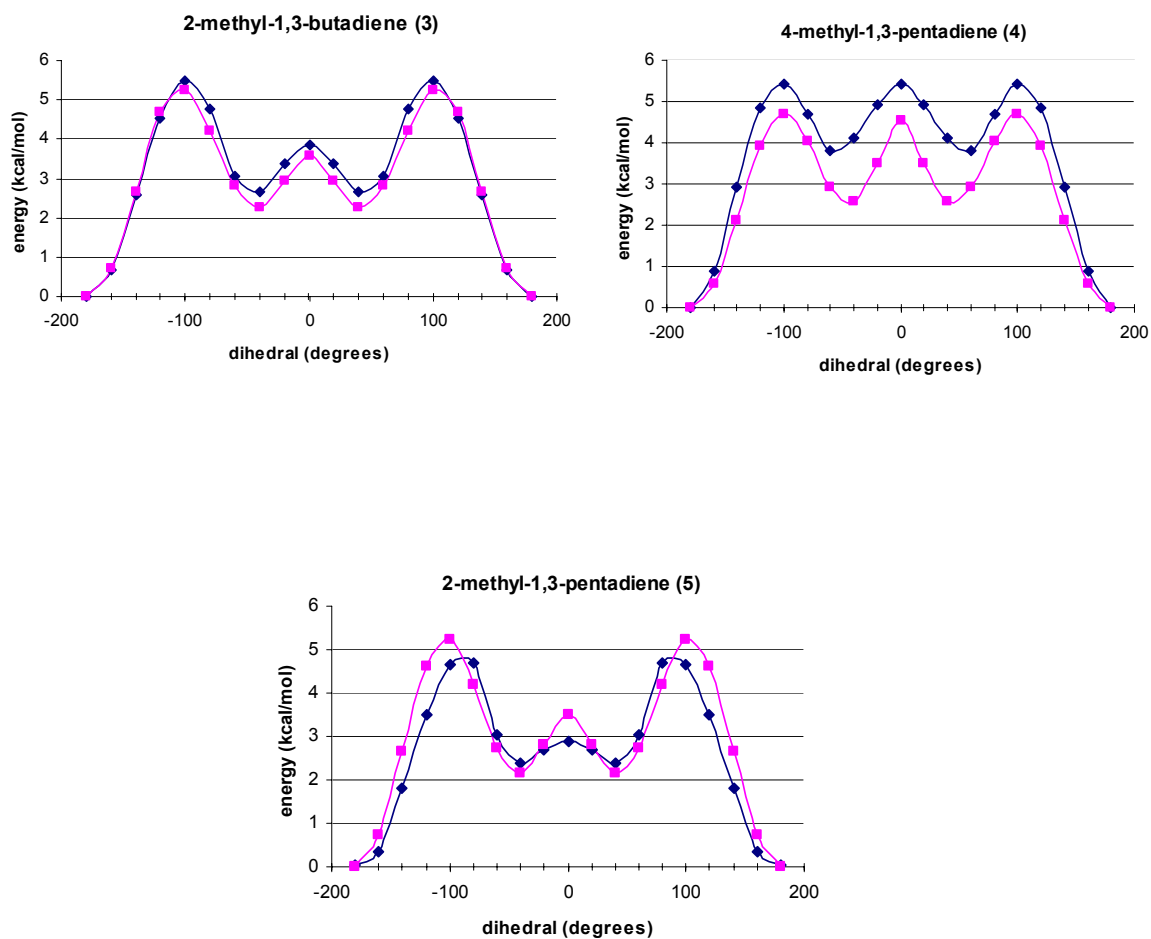 2-methyl-1,3-butadiene (3)
6
5
4
3
2
1
0
energy (kcal/mol)
-200 -100 0 100 200
dihedral (degrees)
4-methyl-1,3-pentadiene (4)
6
5
4
3
2
1
0
energy (kcal/mol)
-200 -100 0 100 200
dihedral (degrees)
2-methyl-1,3-pentadiene (5)
6
5
4
3
2
1
0
energy (kcal/mol)
-200 -100 0 100 200
dihedral (degrees)